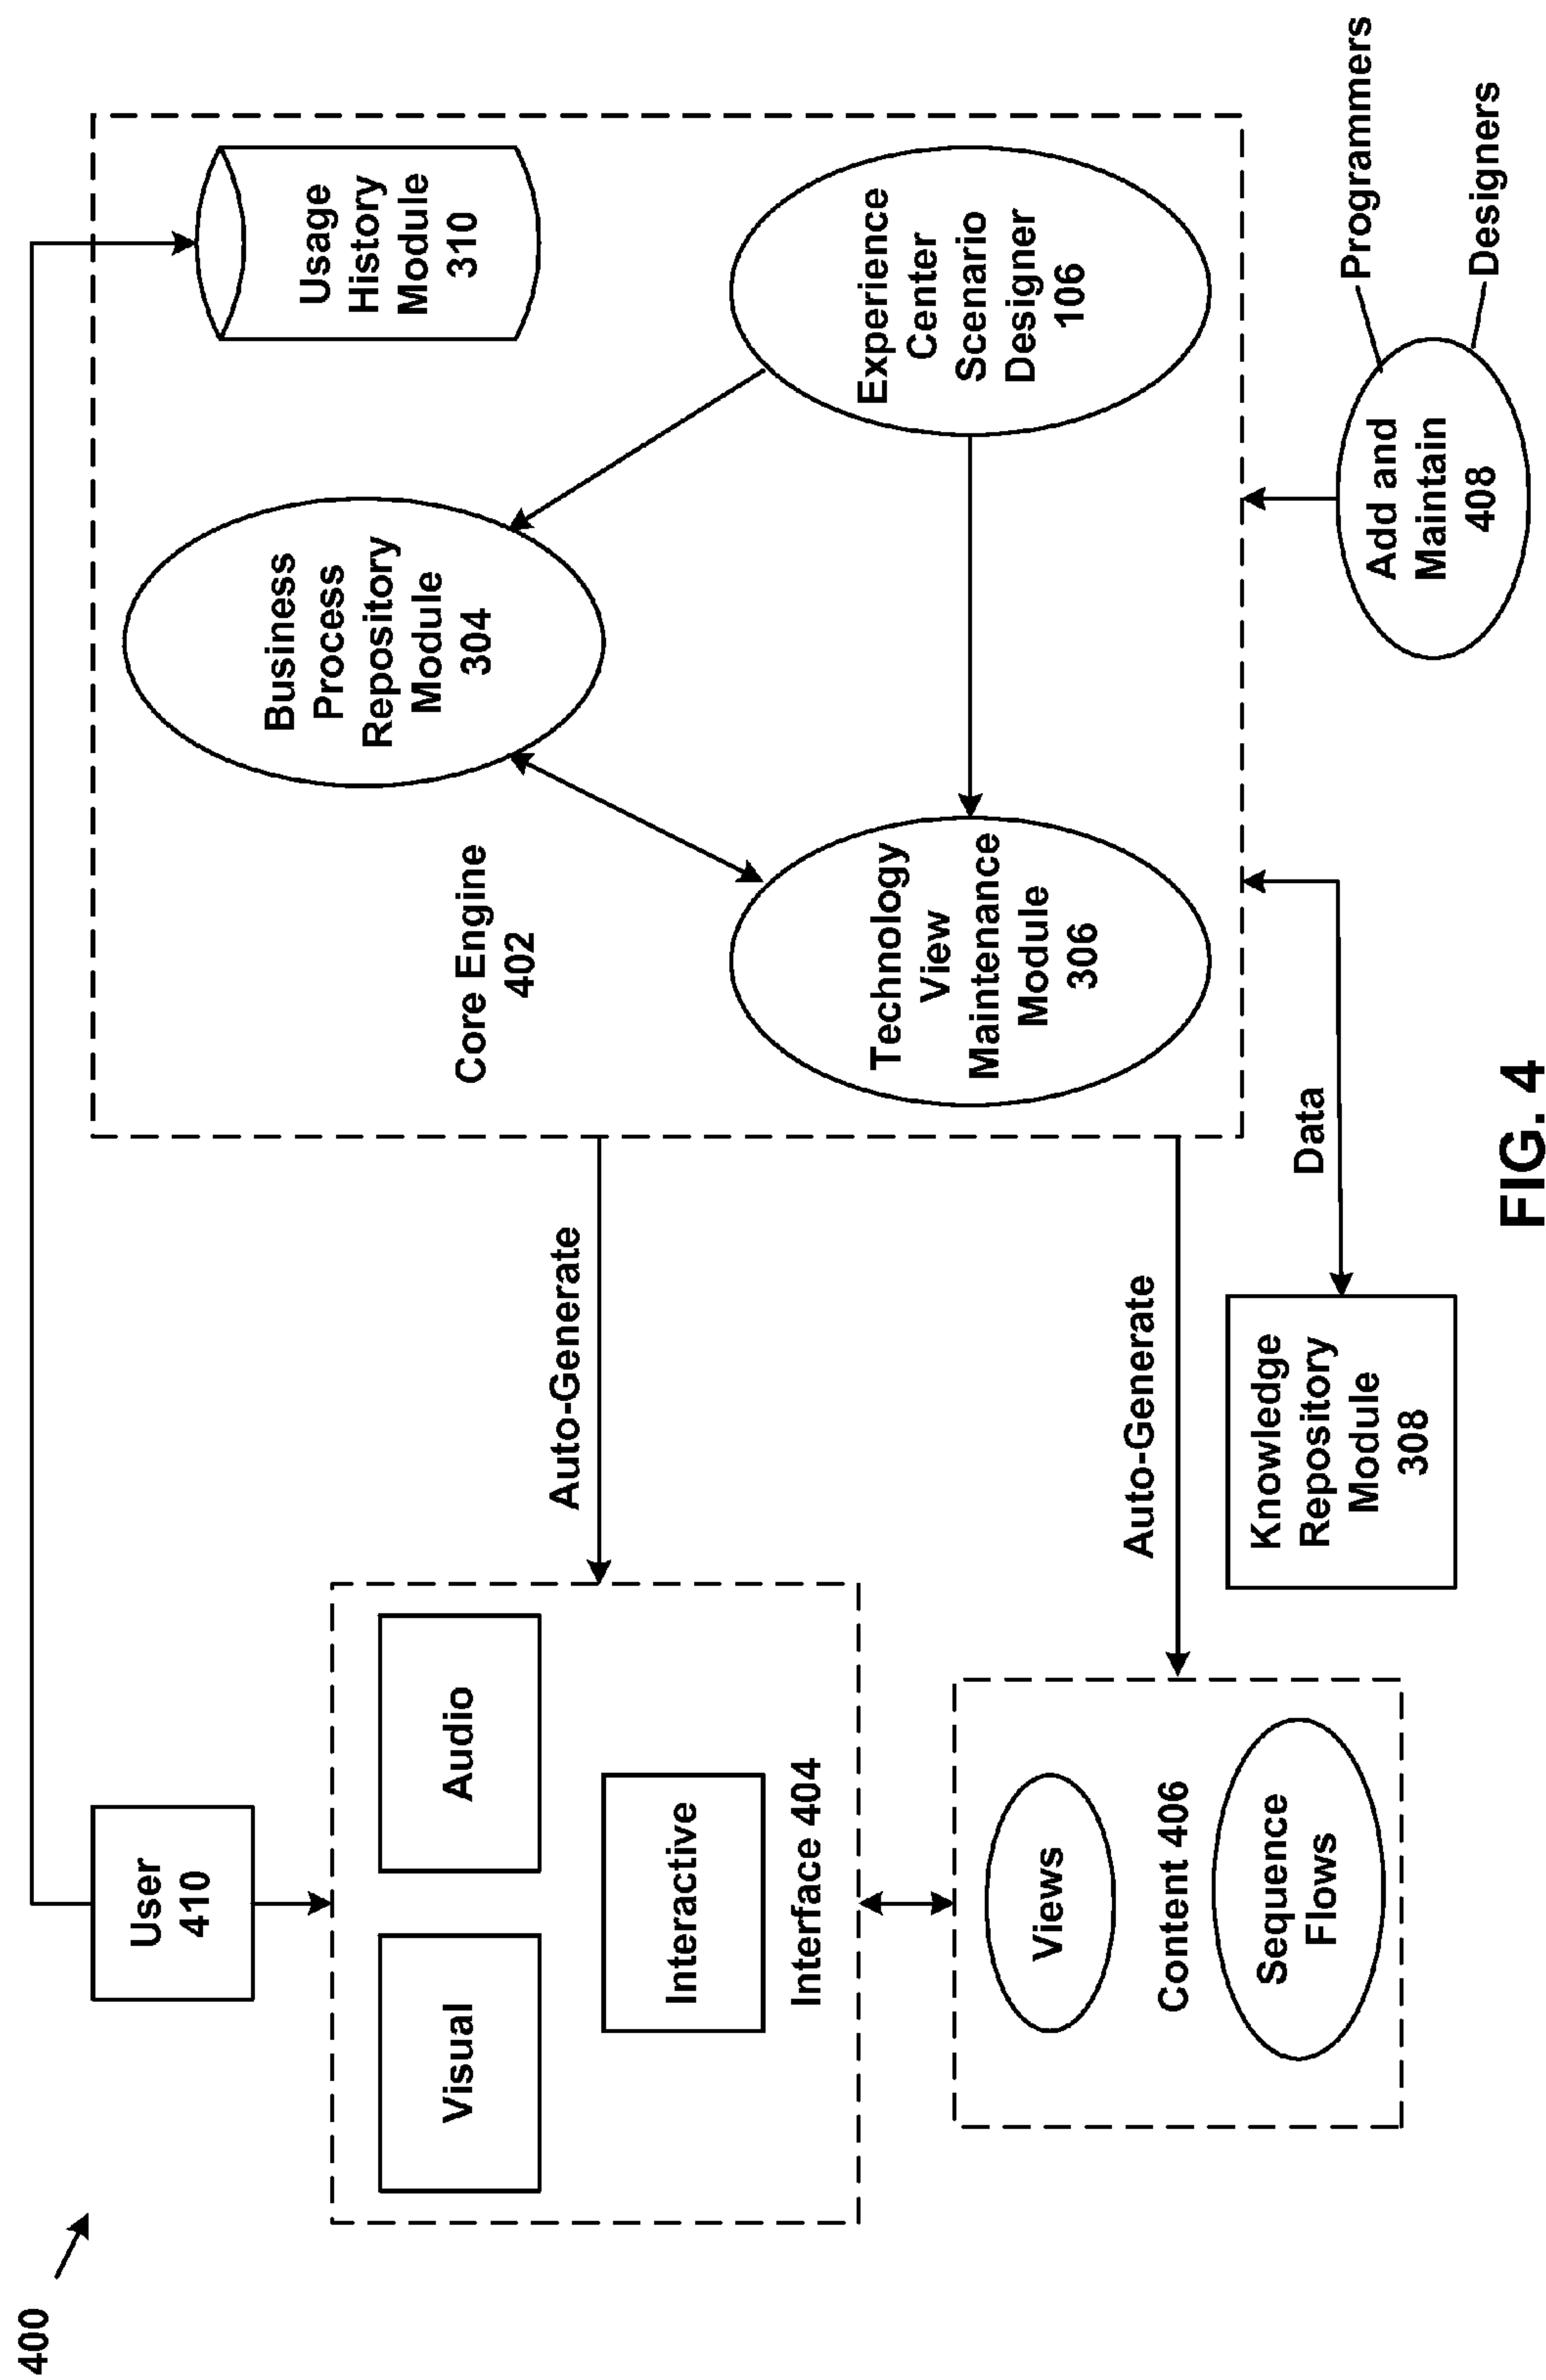 400
User
410
Visual
Audio
Interactive
Interface 404
Views
Content 406
Sequence
Flows
Auto-Generate
Auto-Generate
Core Engine
402
Business
Process
Repository
Module
304
Usage
History
Module
310
Technology
View
Maintenance
Module
306
Experience
Center
Scenario
Designer
106
Knowledge
Repository
Module
308
Data
Add and
Maintain
408
Programmers
Designers
FIG. 4